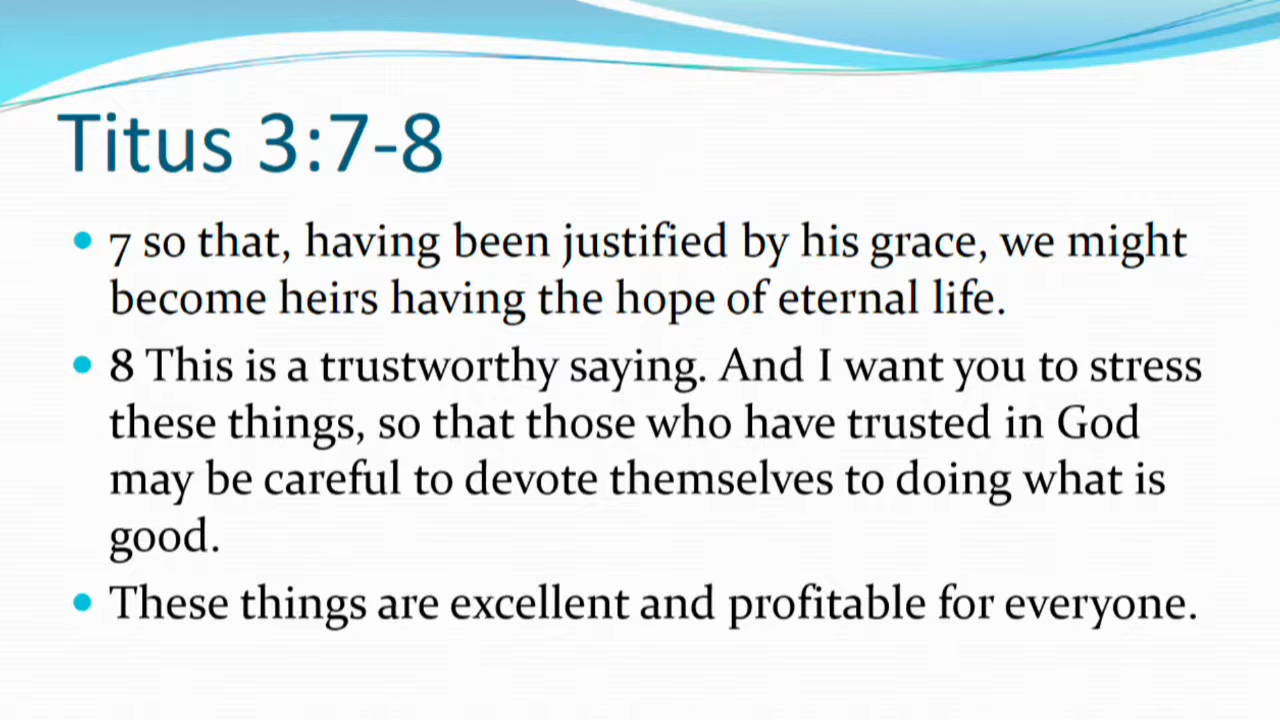 Titus 3:7-8
• 7 so that, having been justified by his grace, we might
become heirs having the hope of eternal life.
• 8 This is a trustworthy saying. And I want you to stress
these things, so that those who have trusted in God
may be careful to devote themselves to doing what is
good.
• These things are excellent and profitable for everyone.